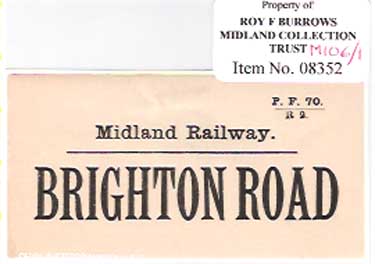 Property of
ROY F BURROWS
MIDLAND COLLECTION
TRUST M106/1
Item No. 08352
P. F. 70.
R 2.
Midland Railway.
BRIGHTON ROAD